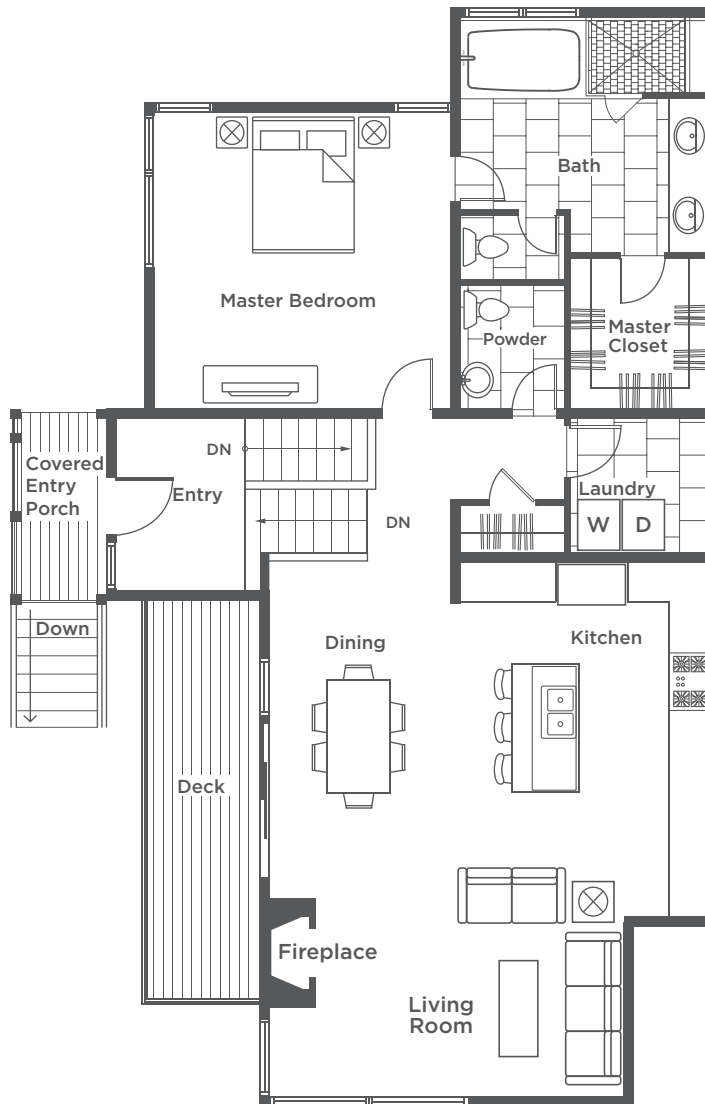 Bath
Master Bedroom
Powder
Master
Closet
Covered
Entry
Porch
DN
Entry
DN
Laundry
W
D
Down
Dining
Kitchen
Deck
Fireplace
Living
Room